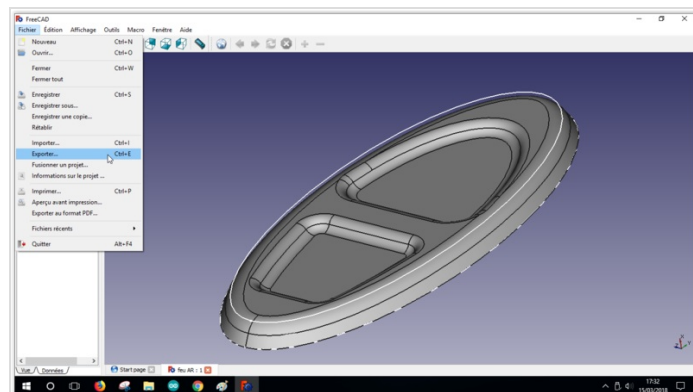 FreeCAD
Fichier Édition Affichage Outils Macro Fenêtre Aide
Nouveau Ctrl+N
Ouvrir... Ctrl+O
Fermer Ctrl+W
Fermer tout
Enregistrer Ctrl+S
Enregistrer sous...
Enregistrer une copie...
Rétablir
Importer... Ctrl+I
Exporter... Ctrl+E
Fusionner un projet...
Informations sur le projet ...
Imprimer... Ctrl+P
Aperçu avant impression...
Exporter au format PDF...
Fichiers récents
Quitter Alt+F4
Vue Données
Start page
feu AR : 1
17:32
15/03/2018